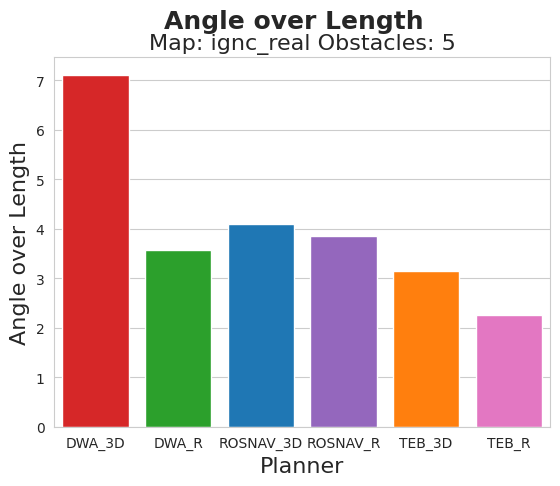 Angle over Length
Map: ignc_real Obstacles: 5
Angle over Length
7
6
5
4
3
2
1
0
DWA_3D
DWA_R
ROSNAV_3D
ROSNAV_R
TEB_3D
TEB_R
Planner